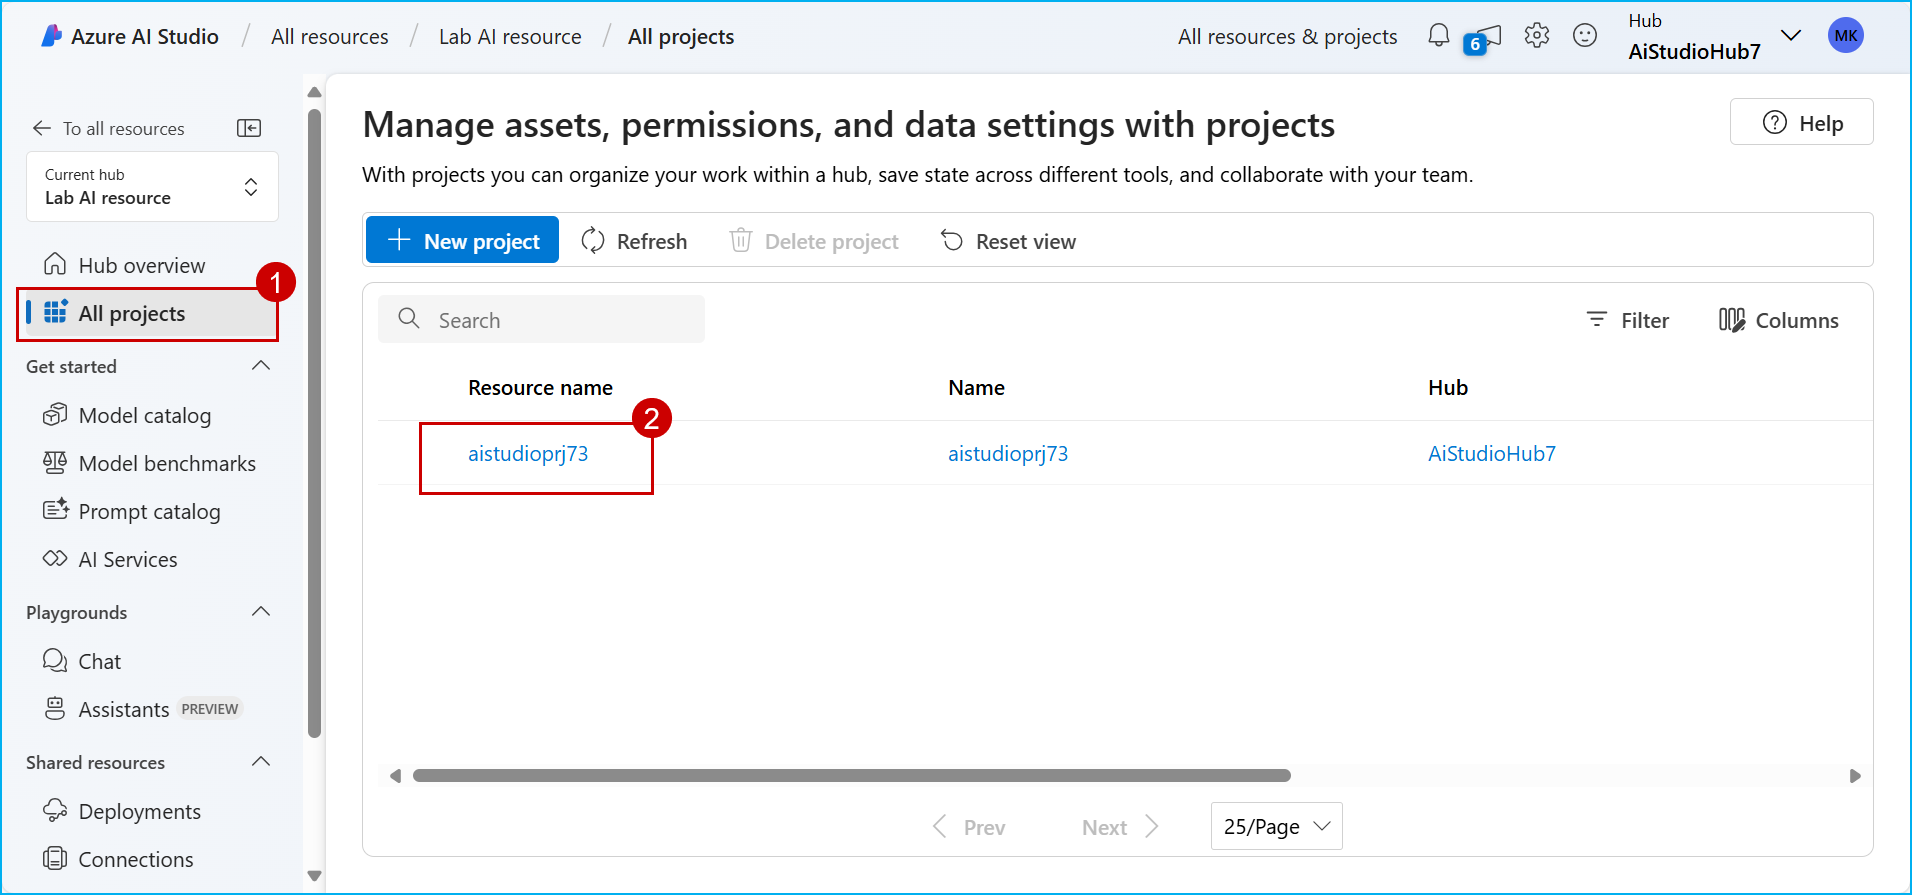 Azure AI Studio / All resources / Lab AI resource / All projects
All resources & projects
6
Hub
AiStudioHub7
MK
To all resources
Current hub
Lab AI resource
Hub overview
1
All projects
Get started
Model catalog
Model benchmarks
Prompt catalog
AI Services
Playgrounds
Chat
Assistants PREVIEW
Shared resources
Deployments
Connections
Manage assets, permissions, and data settings with projects
Help
With projects you can organize your work within a hub, save state across different tools, and collaborate with your team.
New project Refresh Delete project Reset view
Search Filter Columns
Resource name Name Hub
2
aistudioprj73 aistudioprj73 AiStudioHub7
Prev Next 25/Page